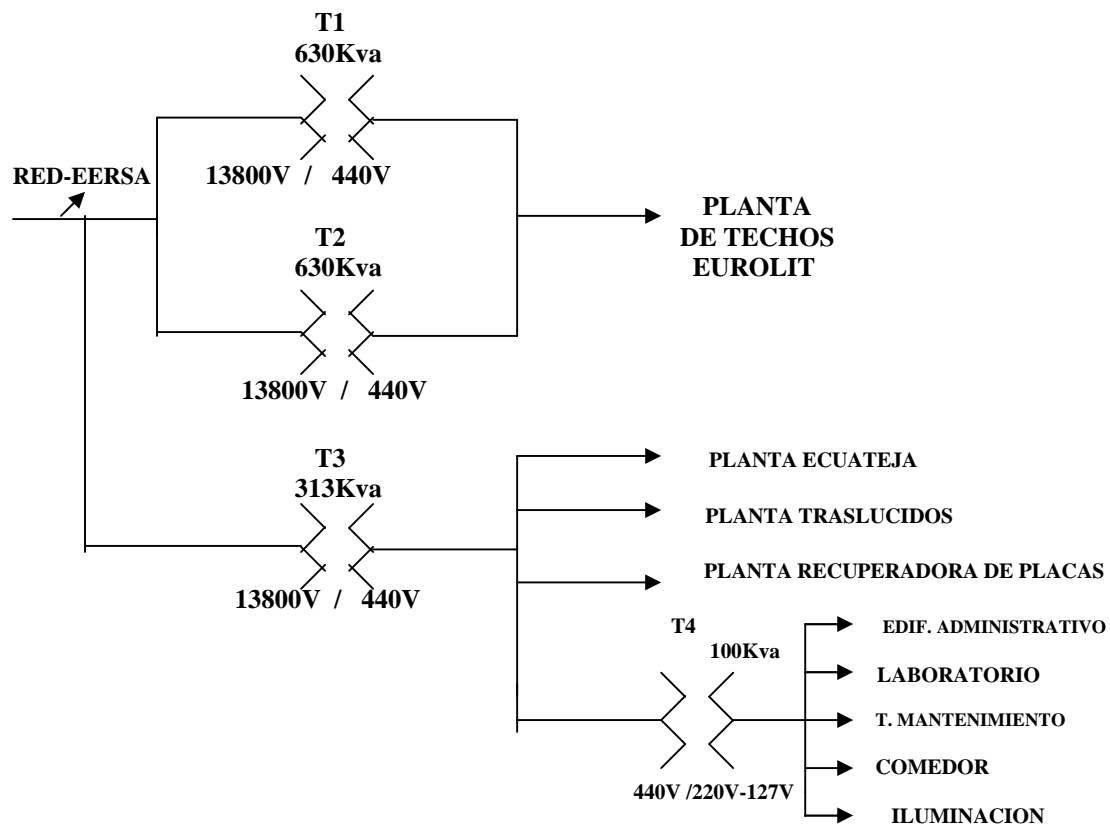 T1
630Kva
13800V / 440V
RED-EERSA
T2
630Kva
13800V / 440V
PLANTA
DE TECHOS
EUROLIT
T3
313Kva
13800V / 440V
PLANTA ECUATEJA
PLANTA TRASLUCIDOS
PLANTA RECUPERADORA DE PLACAS
T4
100Kva
440V /220V-127V
EDIF. ADMINISTRATIVO
LABORATORIO
T. MANTENIMIENTO
COMEDOR
ILUMINACION